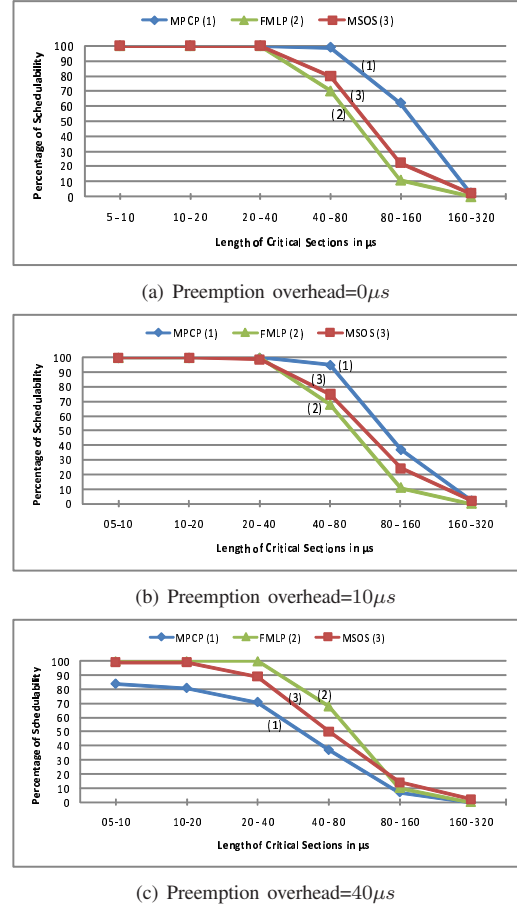 MPCP (1) FMLP (2) MSOS (3)
Percentage of Schedulability
100
90
80
70
60
50
40
30
20
10
0
(1)
(3)
(2)
5-10 10-20 20-40 40-80 80-160 160-320
Length of Critical Sections in µs
(a) Preemption overhead=0µs
MPCP (1) FMLP (2) MSOS (3)
Percentage of Schedulability
100
90
80
70
60
50
40
30
20
10
0
(1)
(3)
(2)
05-10 10-20 20-40 40-80 80-160 160-320
Length of Critical Sections in µs
(b) Preemption overhead=10µs
MPCP (1) FMLP (2) MSOS (3)
Percentage of Schedulability
100
90
80
70
60
50
40
30
20
10
0
(2)
(3)
(1)
05-10 10-20 20-40 40-80 80-160 160-320
Length of Critical Sections in µs
(c) Preemption overhead=40µs